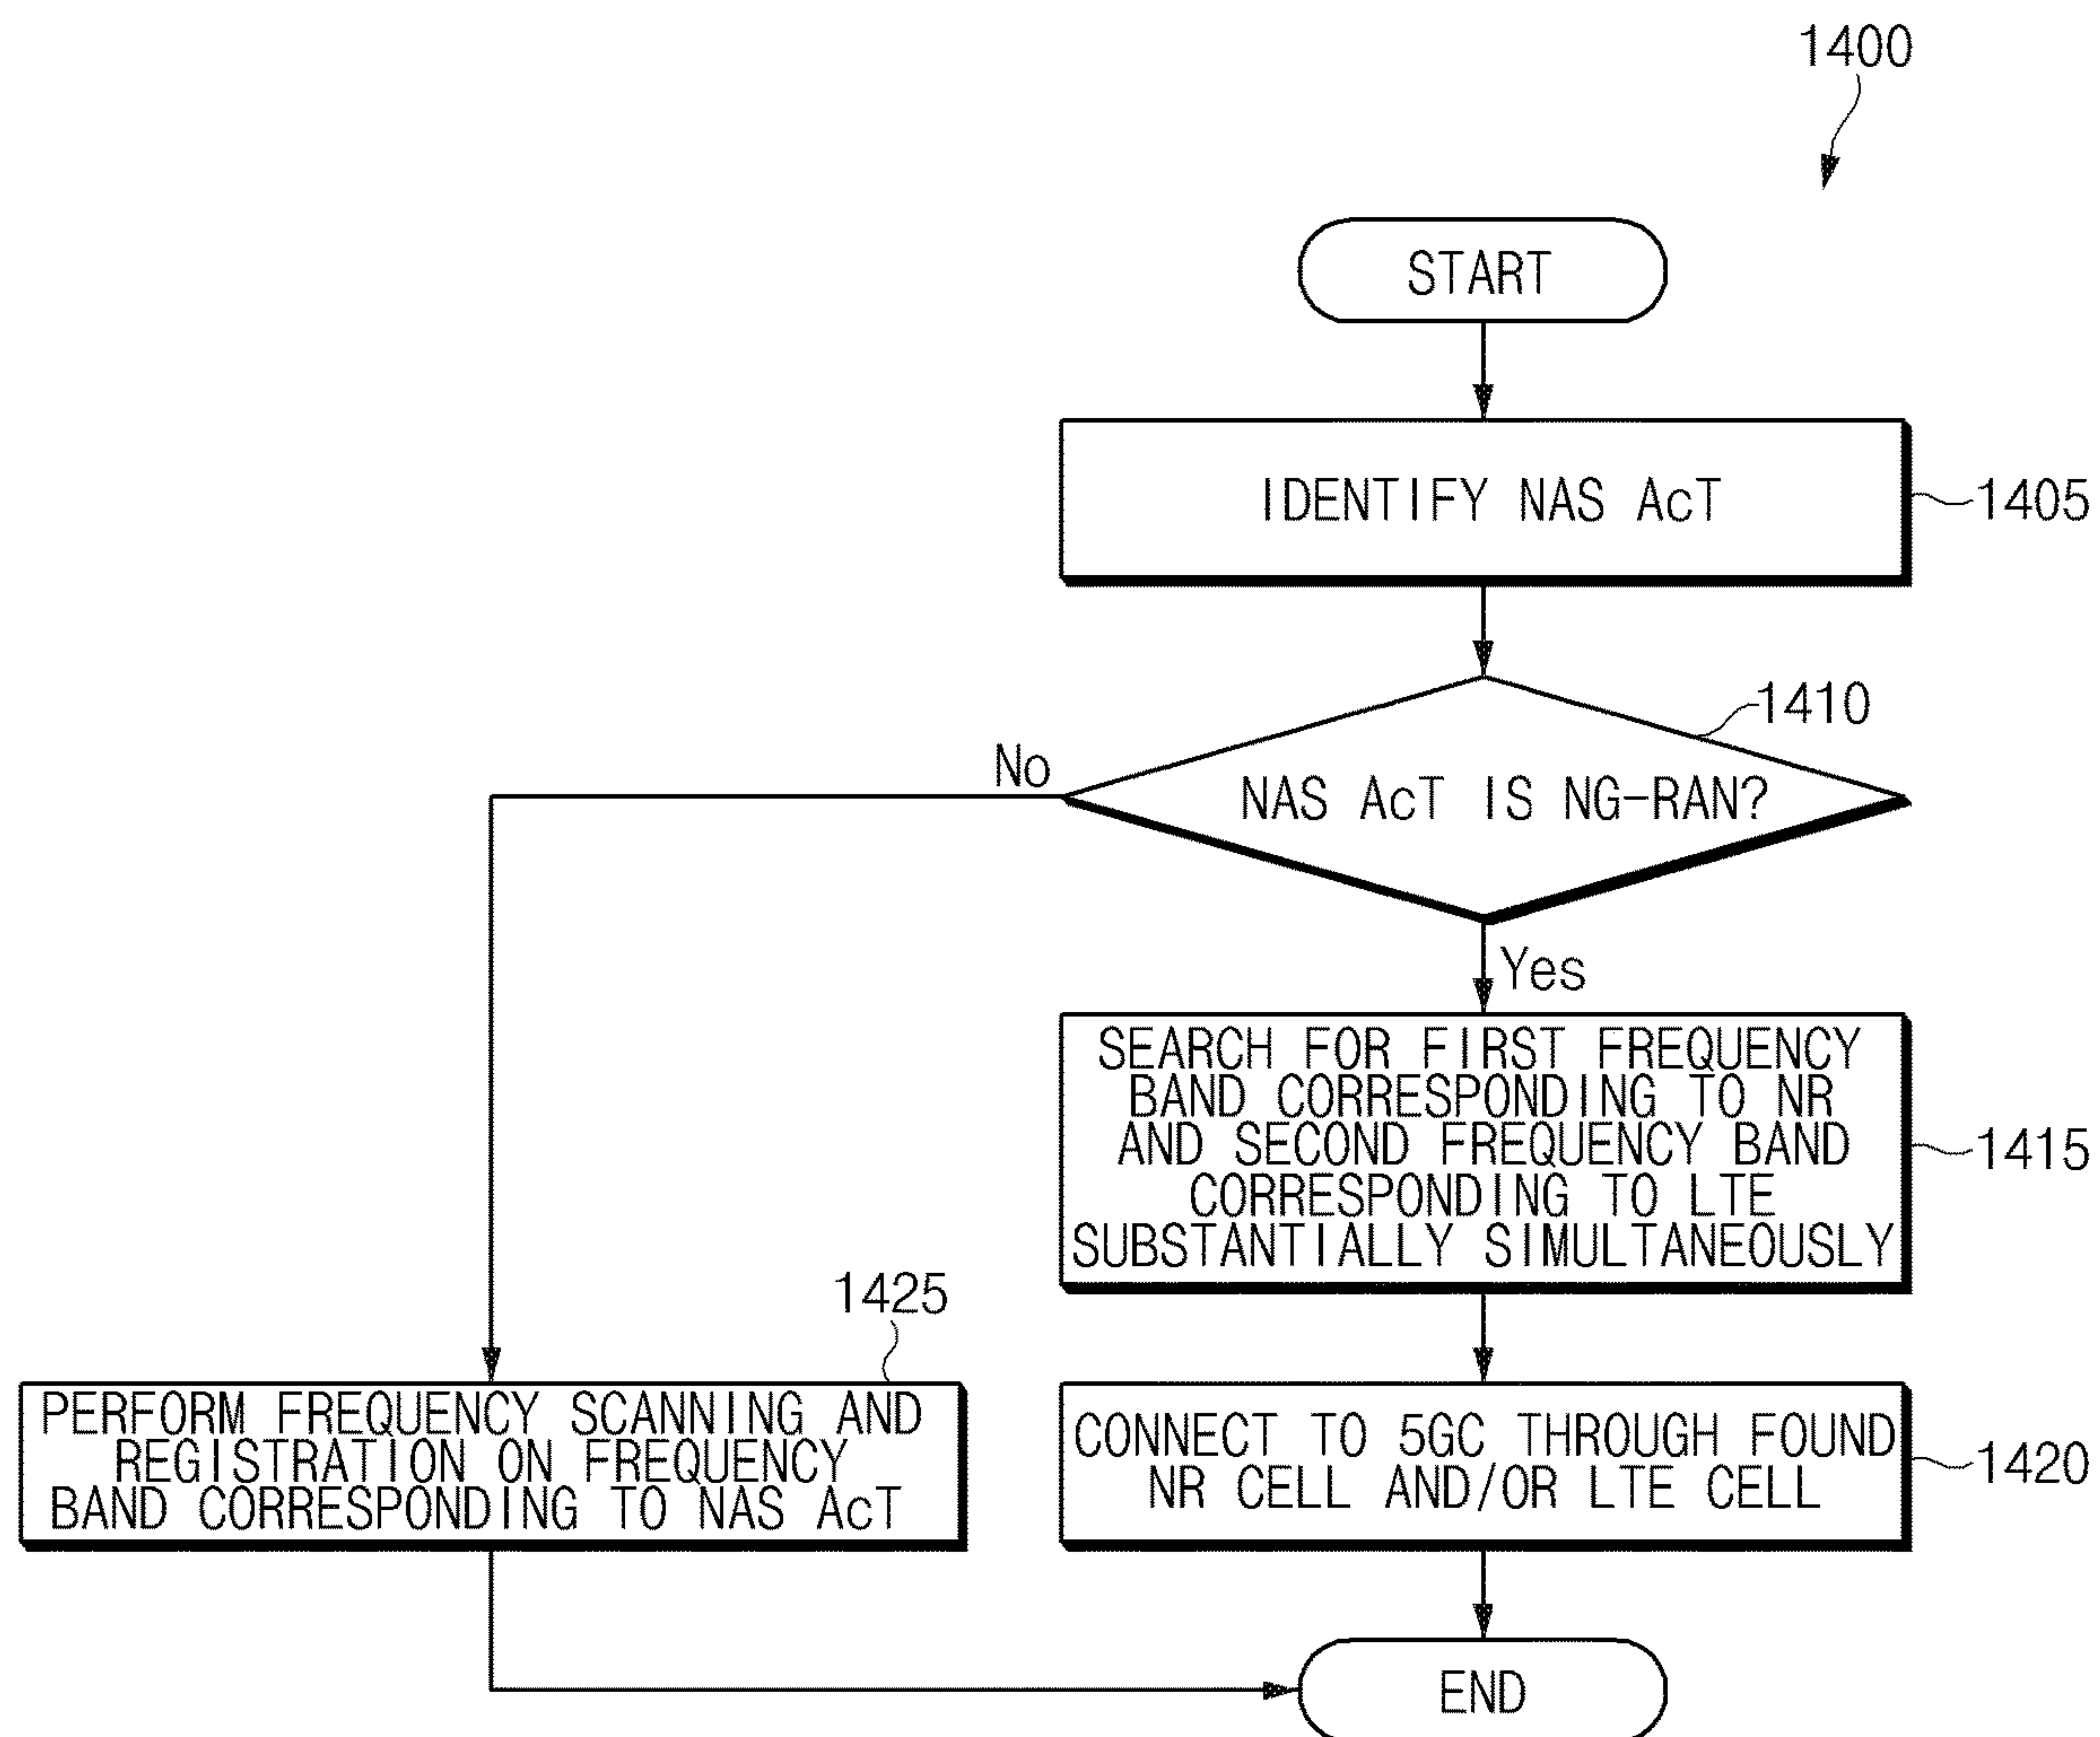 1400
START
IDENTIFY NAS AcT
1405
1410
No
NAS AcT IS NG-RAN?
Yes
SEARCH FOR FIRST FREQUENCY
BAND CORRESPONDING TO NR
AND SECOND FREQUENCY BAND
CORRESPONDING TO LTE
SUBSTANTIALLY SIMULTANEOUSLY
1415
1425
PERFORM FREQUENCY SCANNING AND
REGISTRATION ON FREQUENCY
BAND CORRESPONDING TO NAS AcT
CONNECT TO 5GC THROUGH FOUND
NR CELL AND/OR LTE CELL
1420
END